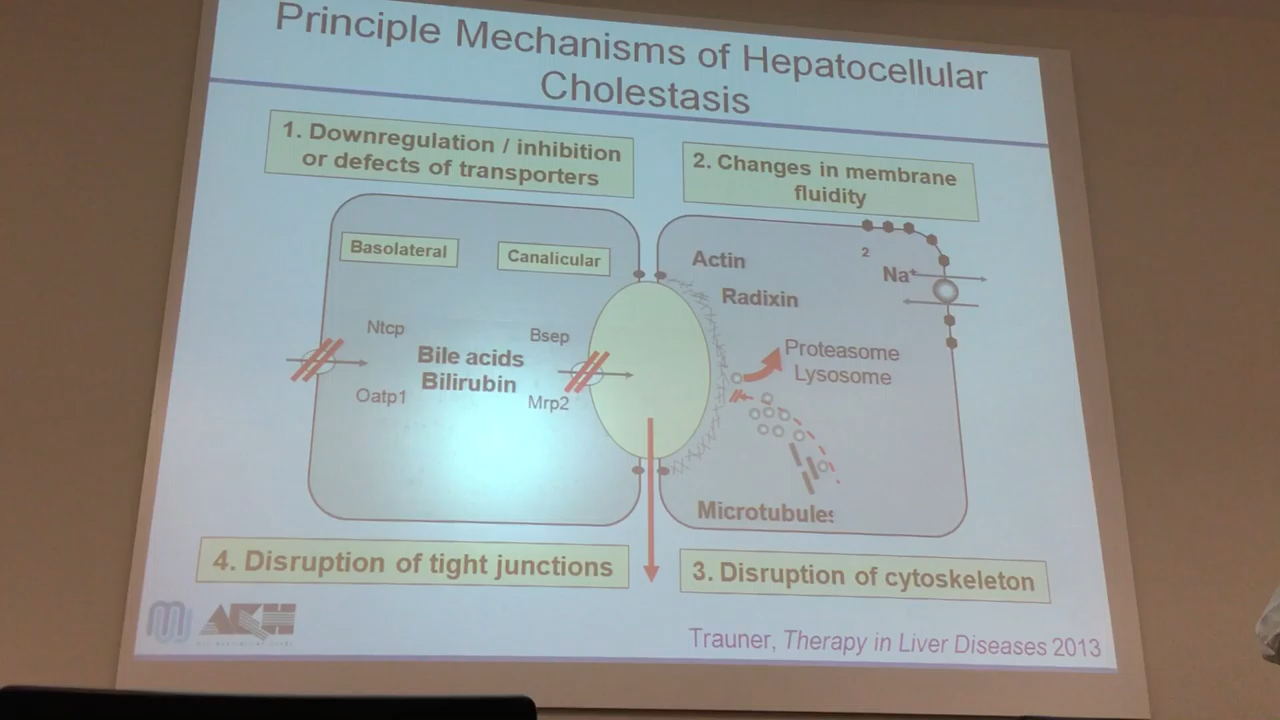 Principle Mechanisms of Hepatocellular
Cholestasis
1. Downregulation / inhibition
or defects of transporters
2. Changes in membrane
fluidity
Basolateral
Canalicular
Actin
2
Na⁺
Radixin
Ntcp
Bsep
Bile acids
Bilirubin
Oatp1
Mrp2
Proteasome
Lysosome
Microtubules
4. Disruption of tight junctions
3. Disruption of cytoskeleton
AKH
Trauner, Therapy in Liver Diseases 2013